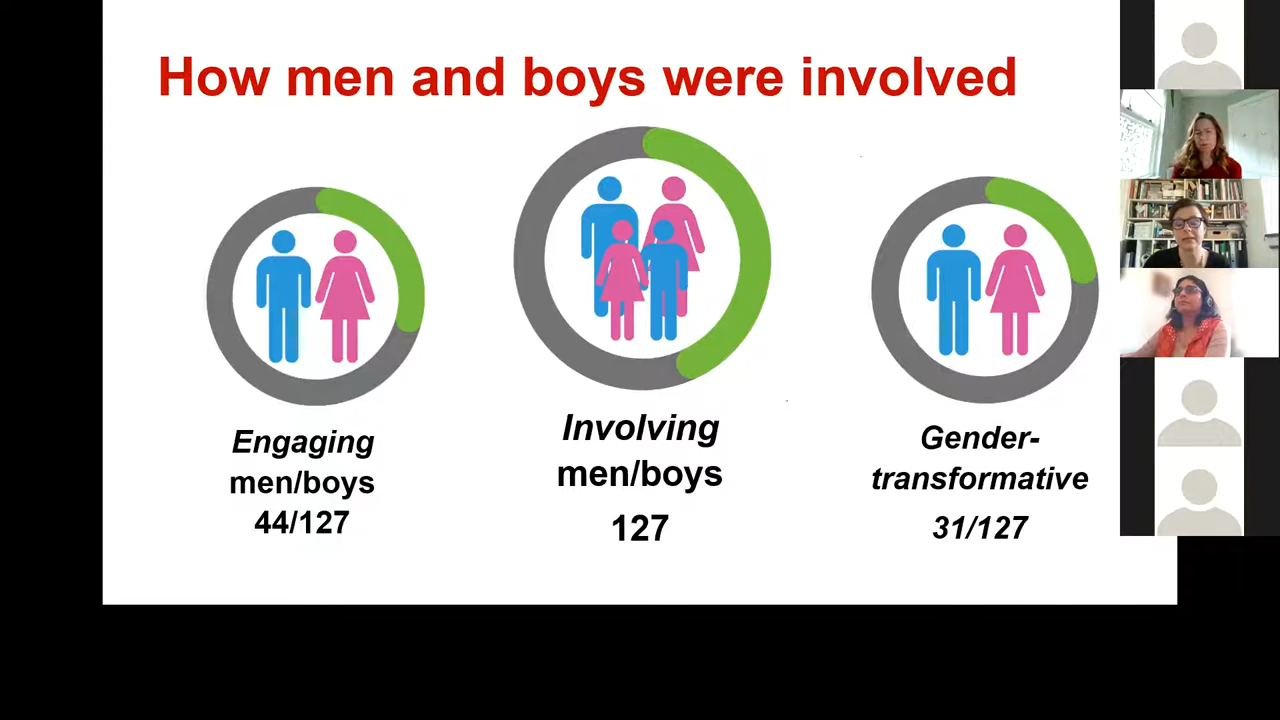 How men and boys were involved
Engaging
men/boys
44/127
Involving
men/boys
127
Gender-
transformative
31/127